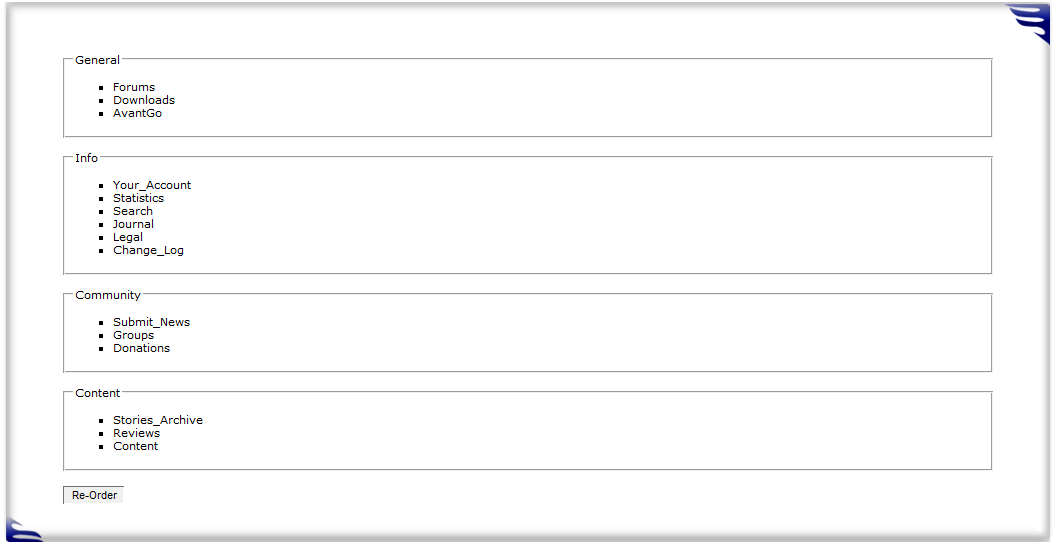 General
Forums
Downloads
AvantGo
Info
Your_Account
Statistics
Search
Journal
Legal
Change_Log
Community
Submit_News
Groups
Donations
Content
Stories_Archive
Reviews
Content
Re-Order